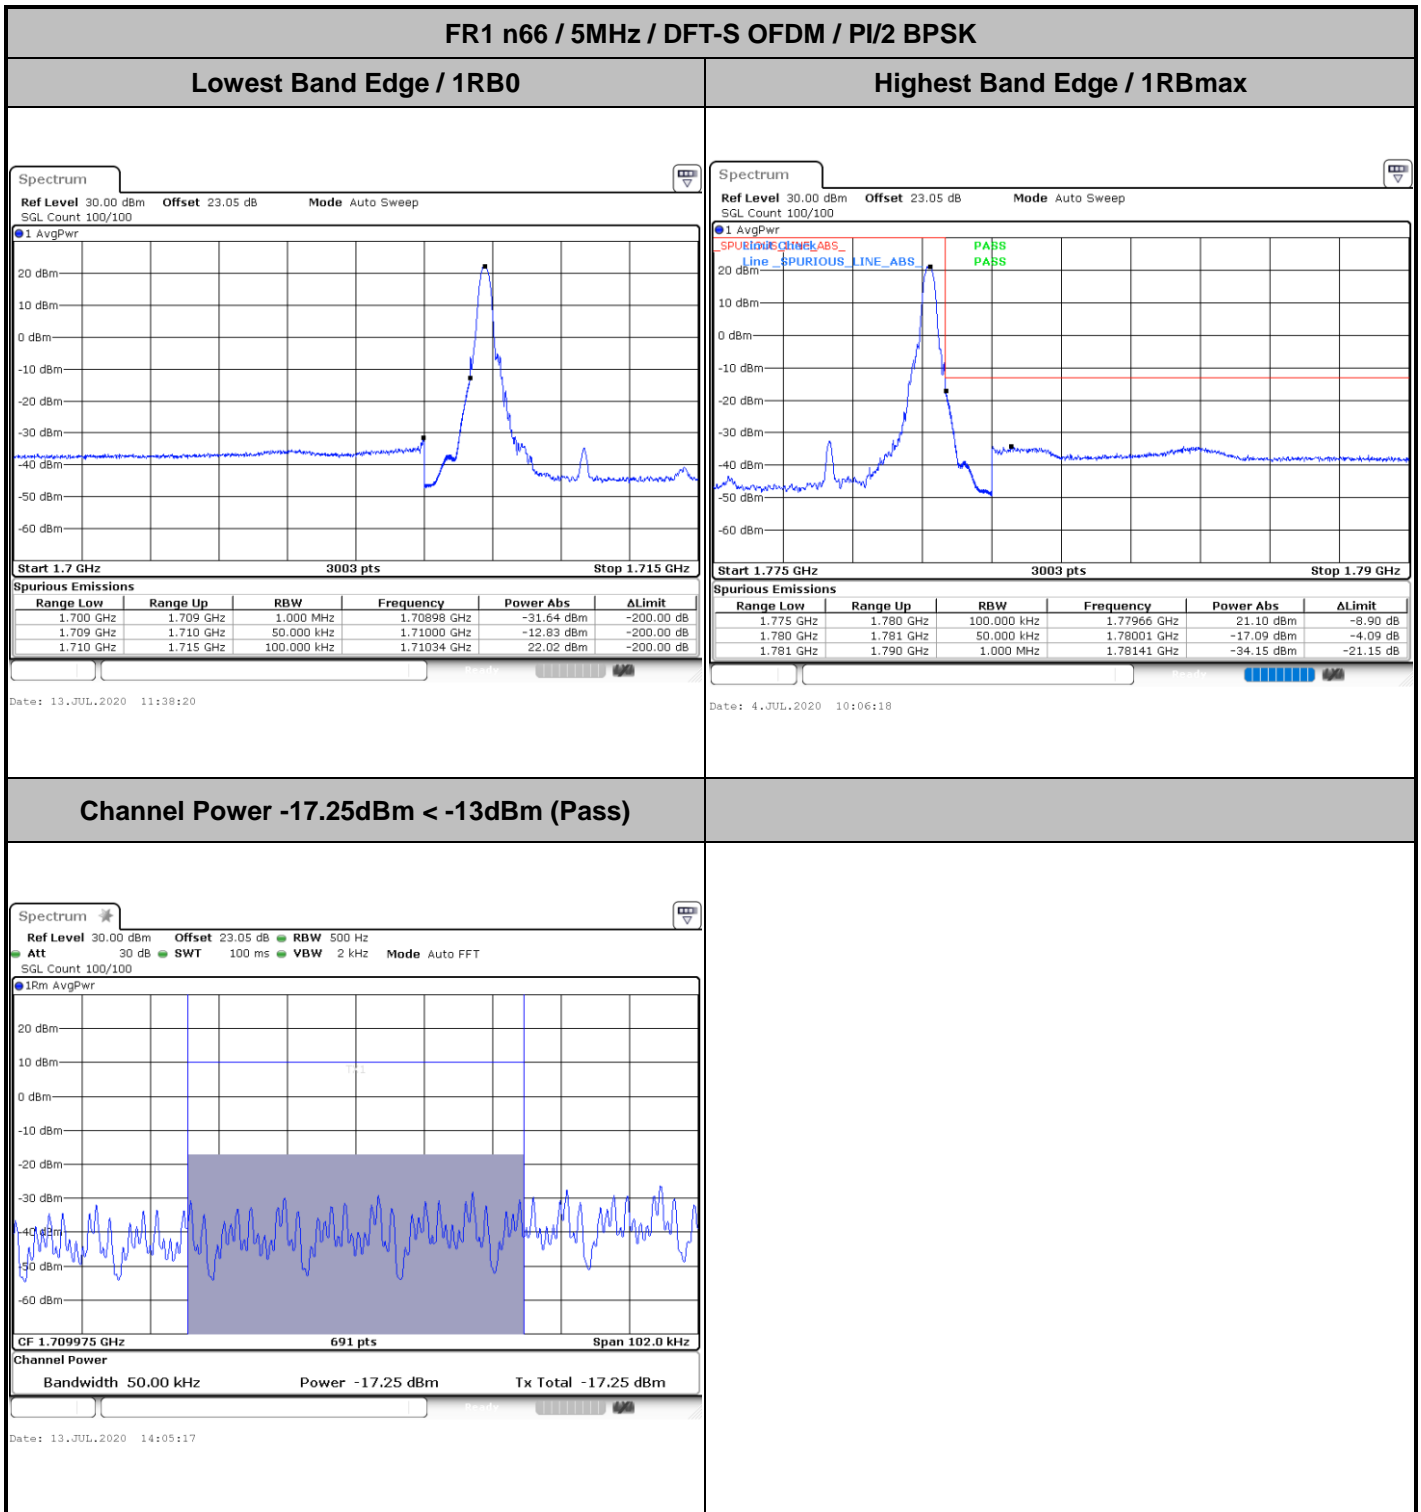 FR1 n66 / 5MHz / DFT-S OFDM / PI/2 BPSK
Lowest Band Edge / 1RB0
Highest Band Edge / 1RBmax
Spectrum
Ref Level 30.00 dBm Offset 23.05 dB Mode Auto Sweep
SGL Count 100/100
1 AvgPwr
20 dBm
10 dBm
0 dBm
-10 dBm
-20 dBm
-30 dBm
-40 dBm
-50 dBm
-60 dBm
Start 1.7 GHz 3003 pts Stop 1.715 GHz
Spurious Emissions
Range Low Range Up RBW Frequency Power Abs ΔLimit
1.700 GHz 1.709 GHz 1.000 MHz 1.70898 GHz -31.64 dBm -200.00 dB
1.709 GHz 1.710 GHz 50.000 kHz 1.71000 GHz -12.83 dBm -200.00 dB
1.710 GHz 1.715 GHz 100.000 kHz 1.71034 GHz 22.02 dBm -200.00 dB
Ready
Date: 13.JUL.2020 11:38:20
Spectrum
Ref Level 30.00 dBm Offset 23.05 dB Mode Auto Sweep
SGL Count 100/100
1 AvgPwr
_SPURIOUS_LINE_ABS_
Limit Check PASS
Line _SPURIOUS_LINE_ABS_ PASS
20 dBm
10 dBm
0 dBm
-10 dBm
-20 dBm
-30 dBm
-40 dBm
-50 dBm
-60 dBm
Start 1.775 GHz 3003 pts Stop 1.79 GHz
Spurious Emissions
Range Low Range Up RBW Frequency Power Abs ΔLimit
1.775 GHz 1.780 GHz 100.000 kHz 1.77966 GHz 21.10 dBm -8.90 dB
1.780 GHz 1.781 GHz 50.000 kHz 1.78001 GHz -17.09 dBm -4.09 dB
1.781 GHz 1.790 GHz 1.000 MHz 1.78141 GHz -34.15 dBm -21.15 dB
Ready
Date: 4.JUL.2020 10:06:18
Channel Power -17.25dBm < -13dBm (Pass)
Spectrum
Ref Level 30.00 dBm Offset 23.05 dB RBW 500 Hz
Att 30 dB SWT 100 ms VBW 2 kHz Mode Auto FFT
SGL Count 100/100
1Rm AvgPwr
20 dBm
10 dBm
TX1
0 dBm
-10 dBm
-20 dBm
-30 dBm
-40 dBm
-50 dBm
-60 dBm
CF 1.709975 GHz 691 pts Span 102.0 kHz
Channel Power
Bandwidth 50.00 kHz Power -17.25 dBm Tx Total -17.25 dBm
Ready
Date: 13.JUL.2020 14:05:17